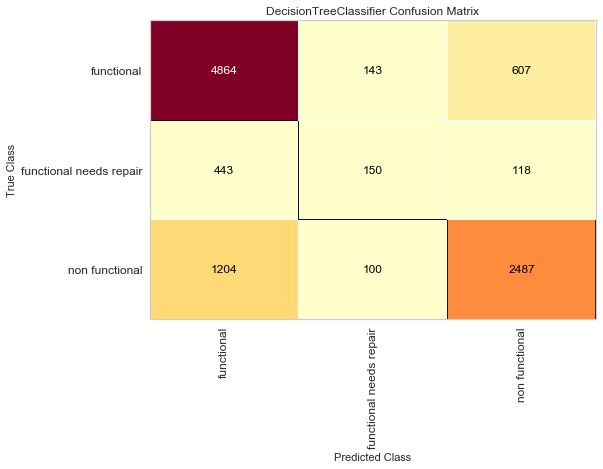 DecisionTreeClassifier Confusion Matrix
True Class
functional
4864 143 607
functional needs repair
443 150 118
non functional
1204 100 2487
functional
functional needs repair
non functional
Predicted Class